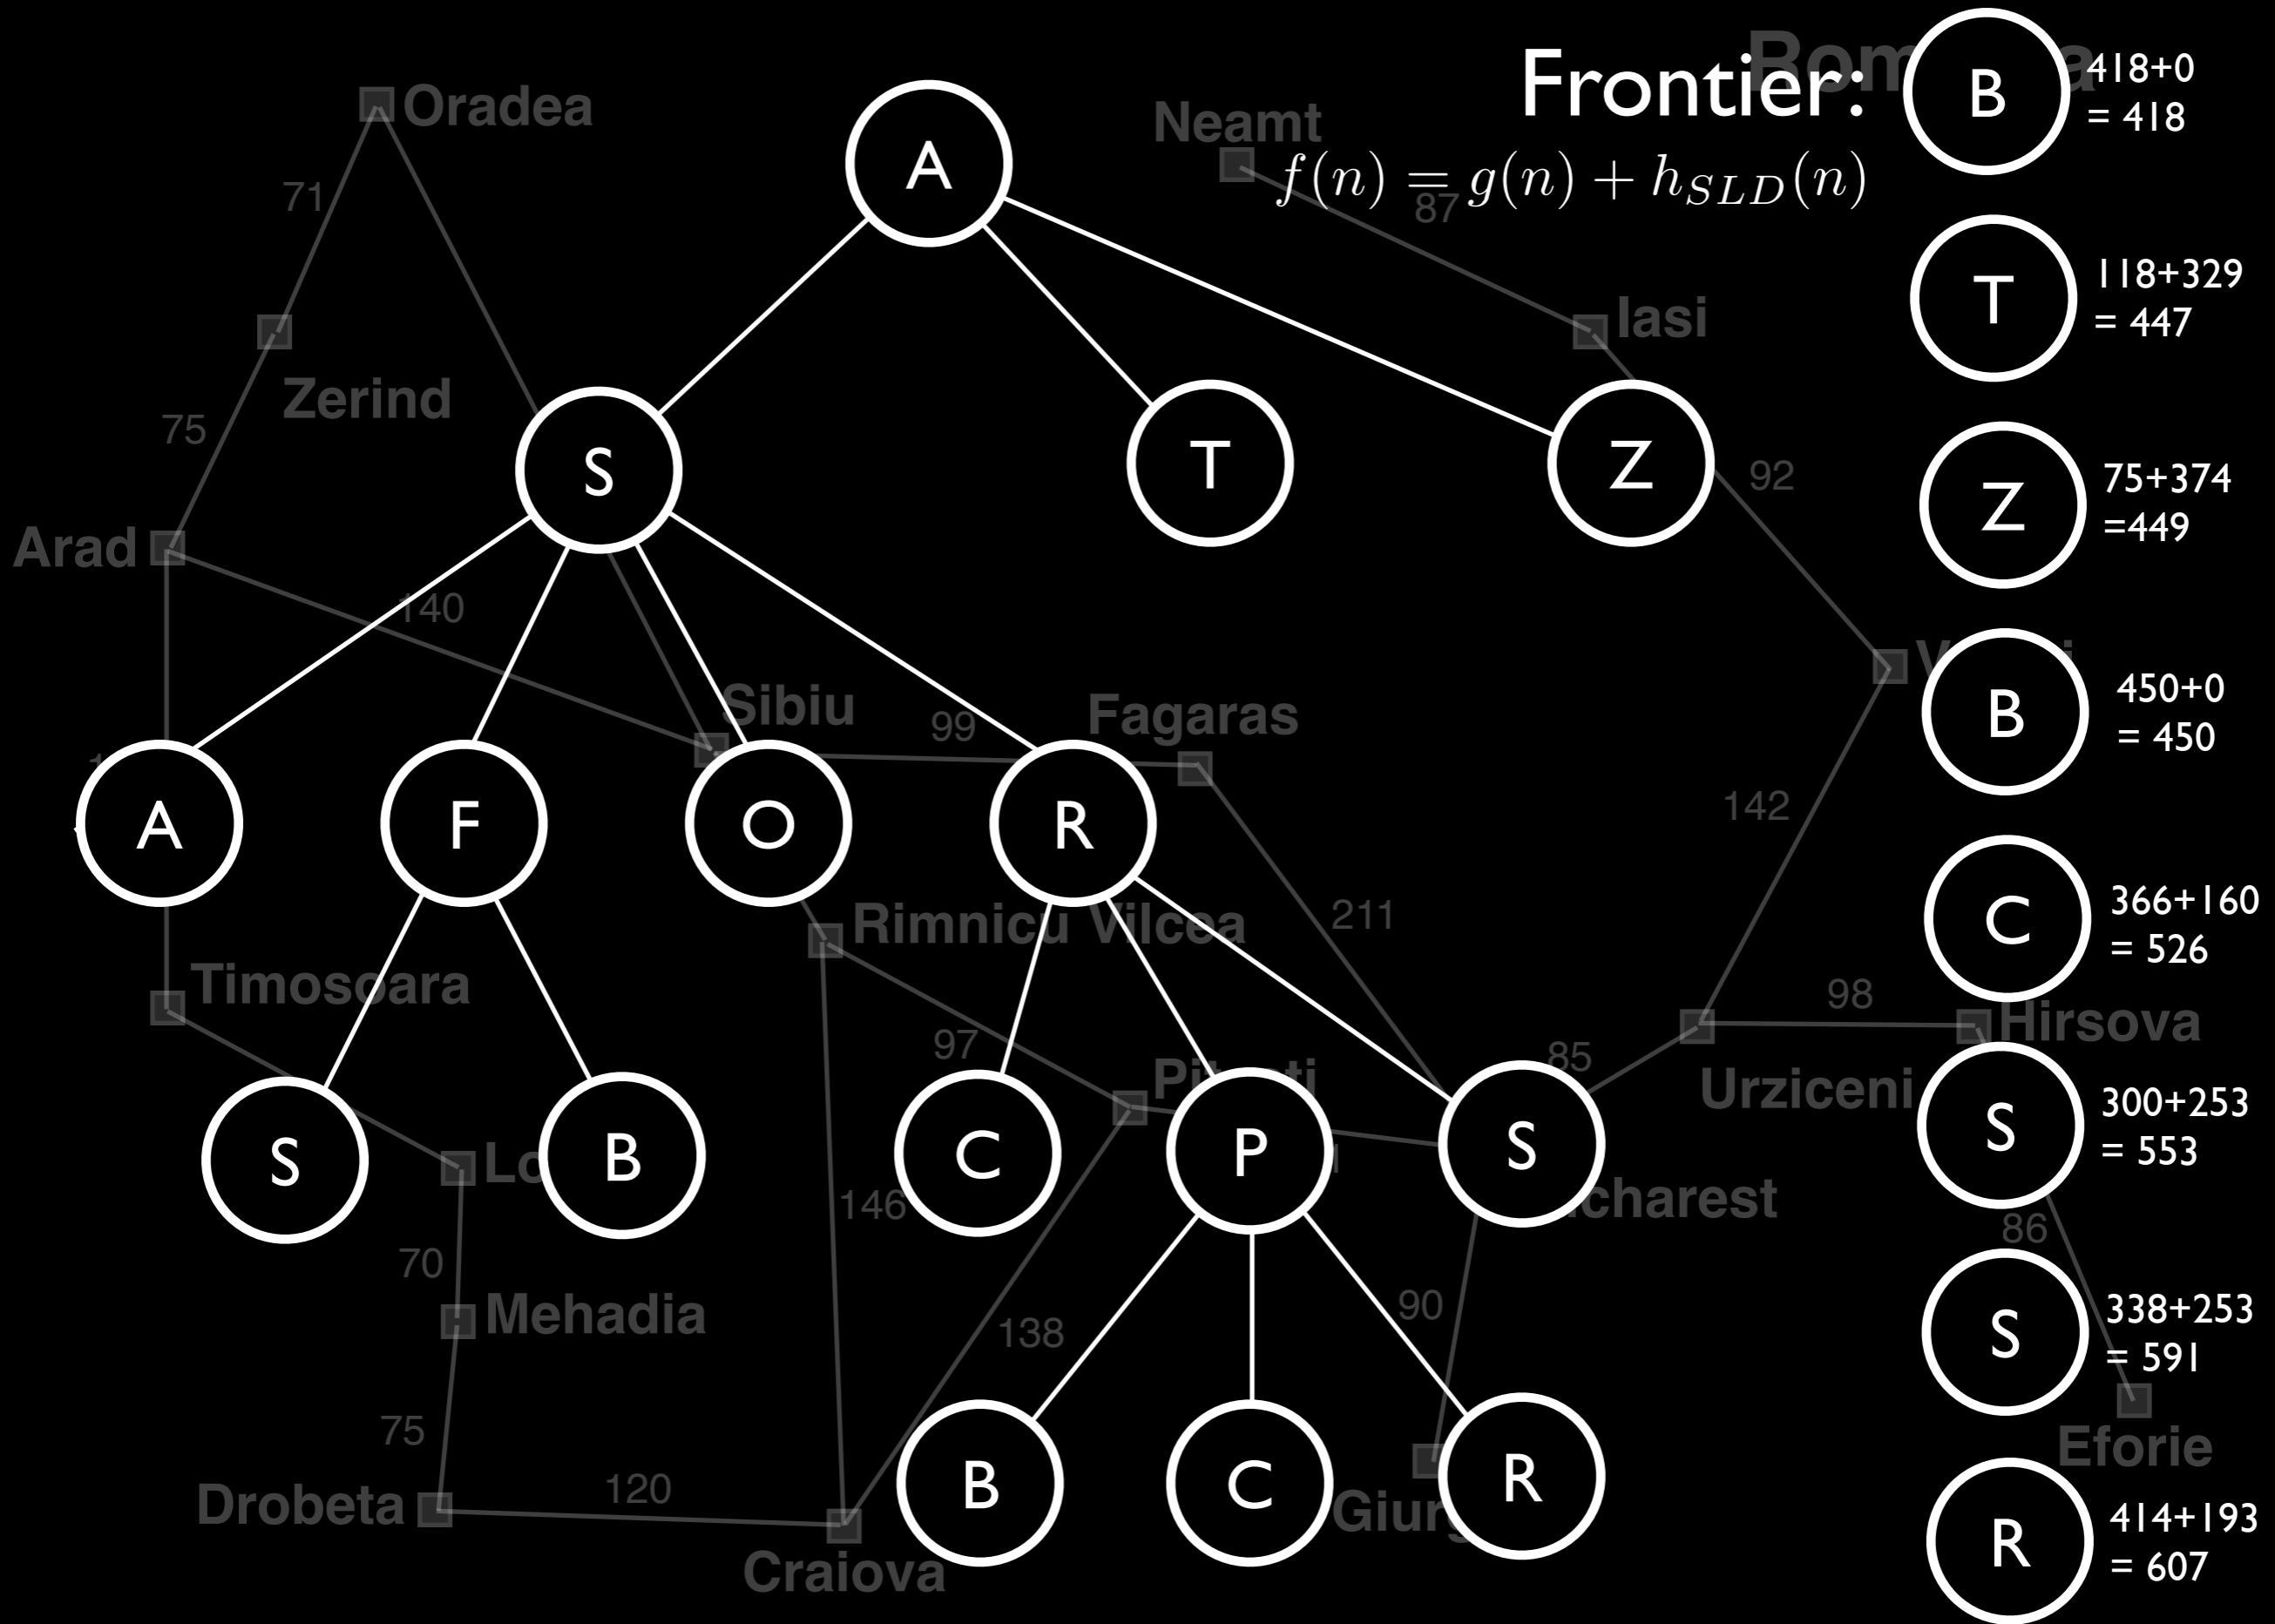 Frontier:
f(n) = g(n) + h_{SLD}(n)
B
418+0
= 418
T
118+329
= 447
Z
75+374
=449
B
450+0
= 450
C
366+160
= 526
S
300+253
= 553
S
338+253
= 591
R
414+193
= 607
A
S
T
Z
A
F
O
R
S
B
C
P
S
B
C
R
Oradea
Neamt
71
87
Iasi
Zerind
75
92
Arad
140
Sibiu
99
Fagaras
142
211
Rimnicu Vilcea
Timisoara
98
Hirsova
97
85
Urziceni
146
86
70
Mehadia
138
90
75
Drobeta
120
Eforie
Craiova